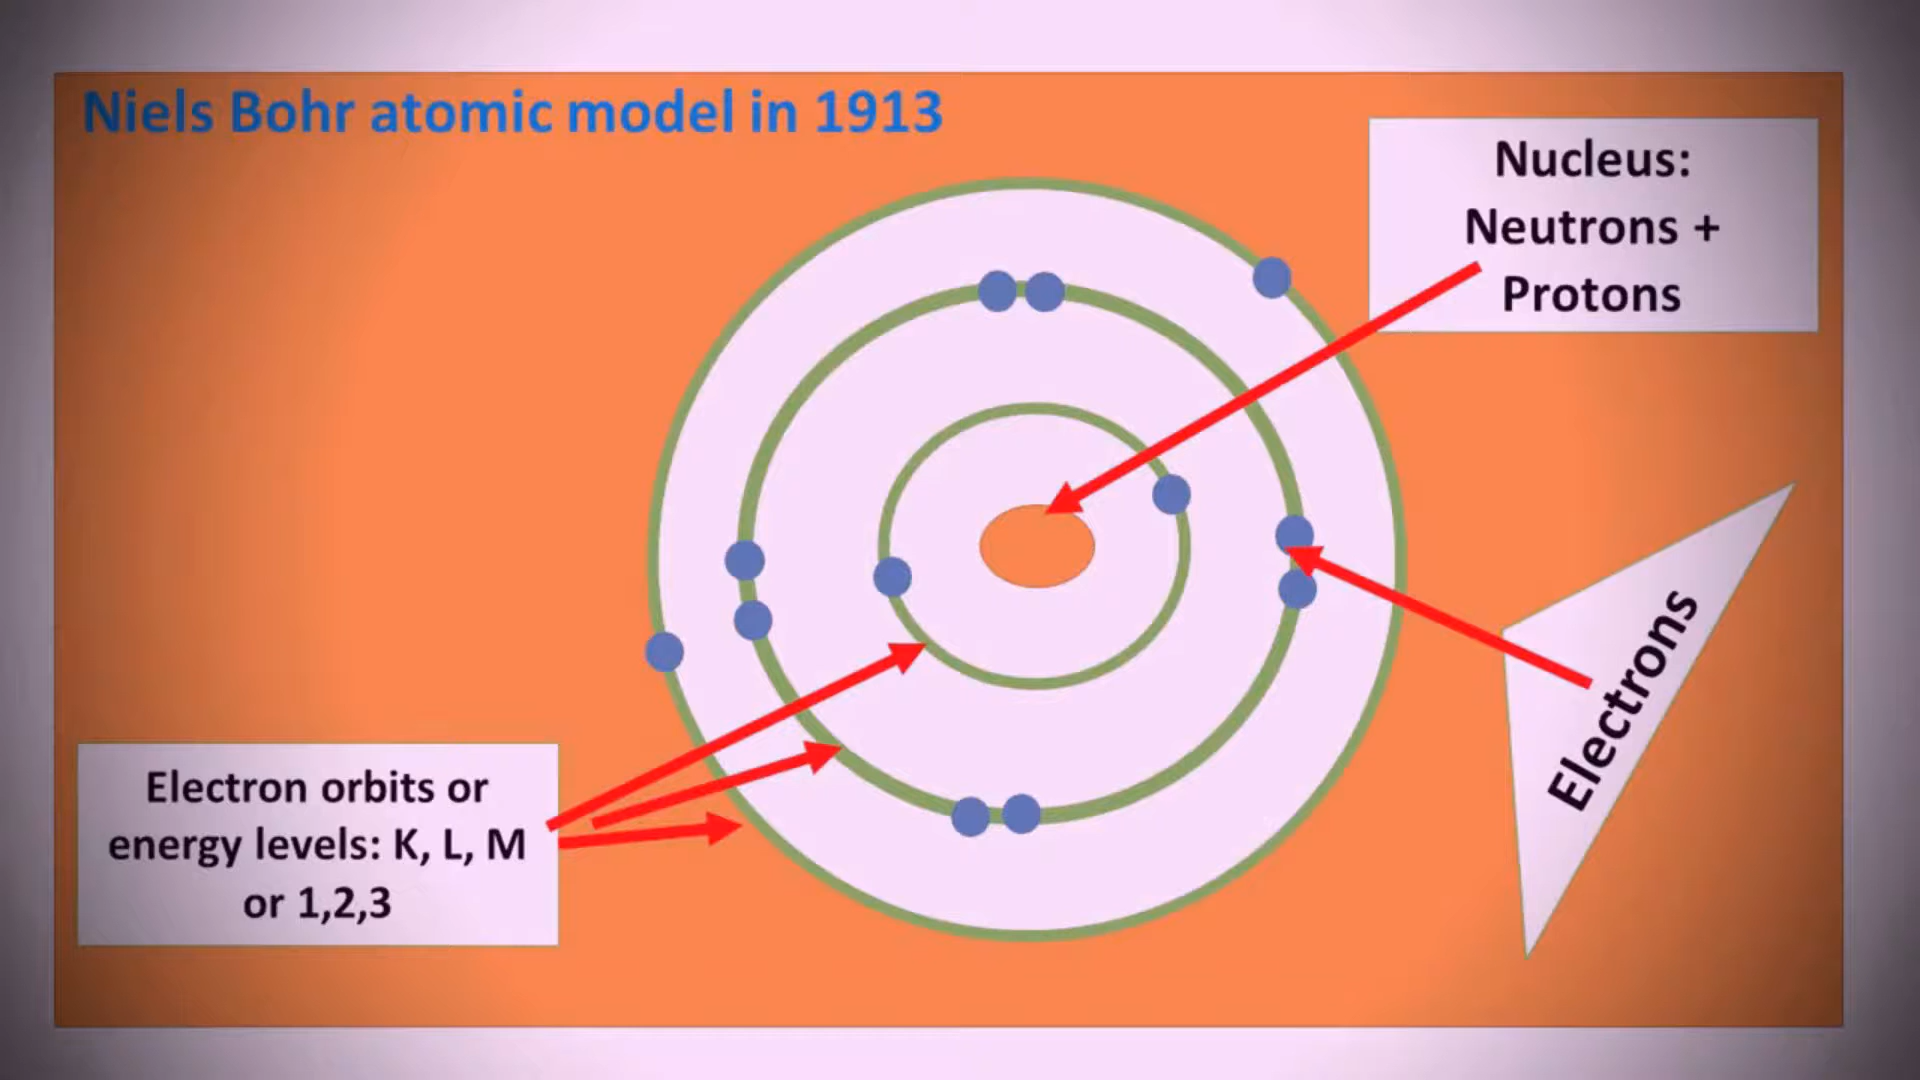 Niels Bohr atomic model in 1913
Nucleus:
Neutrons +
Protons
Electrons
Electron orbits or
energy levels: K, L, M
or 1,2,3